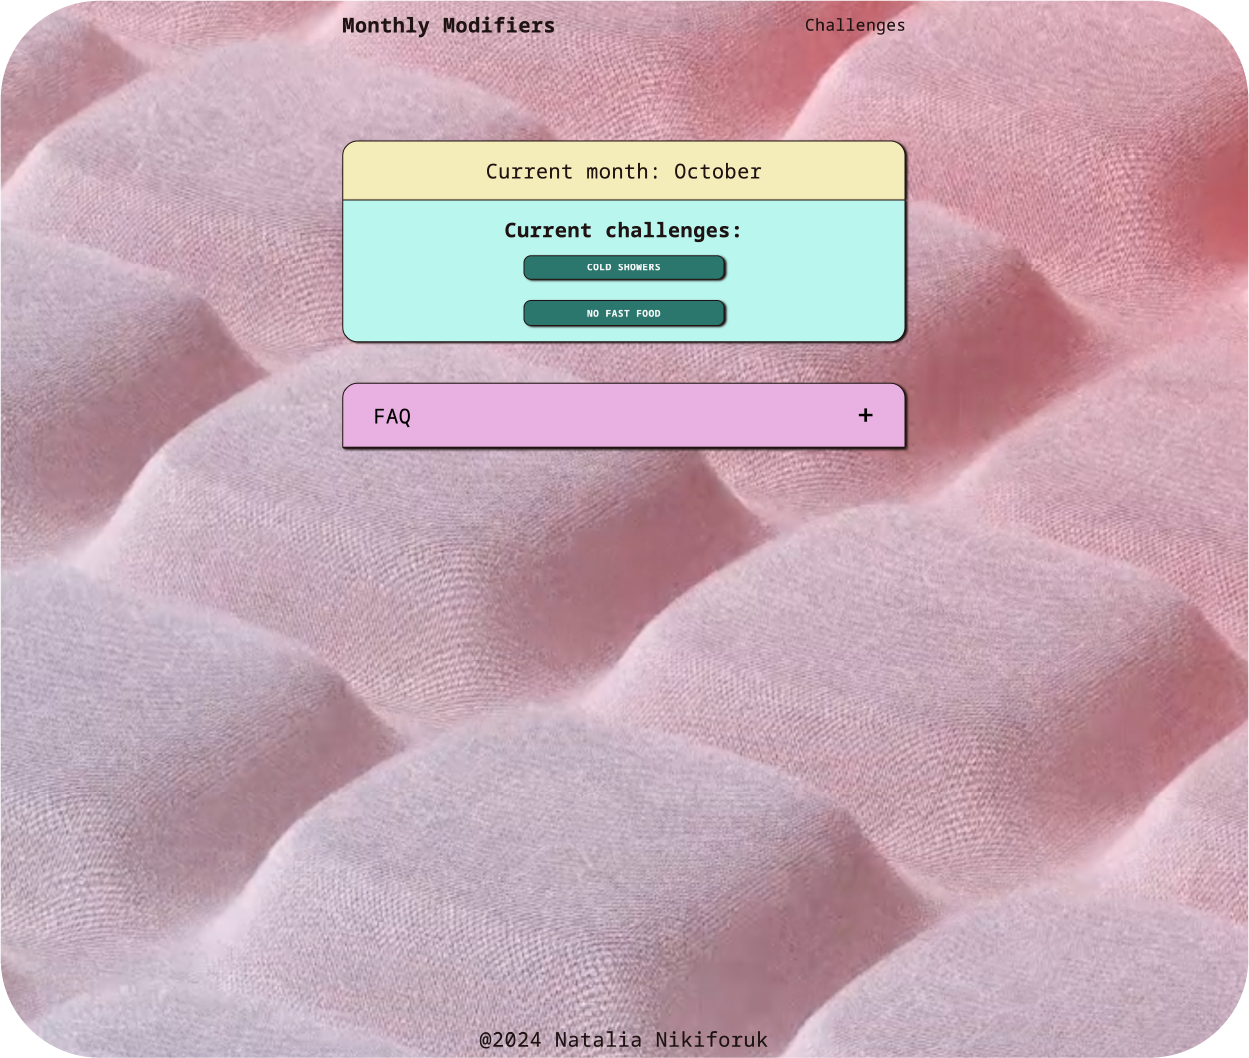 Monthly Modifiers Challenges
Current month: October
Current challenges:
COLD SHOWERS
NO FAST FOOD
FAQ +
@2024 Natalia Nikiforuk